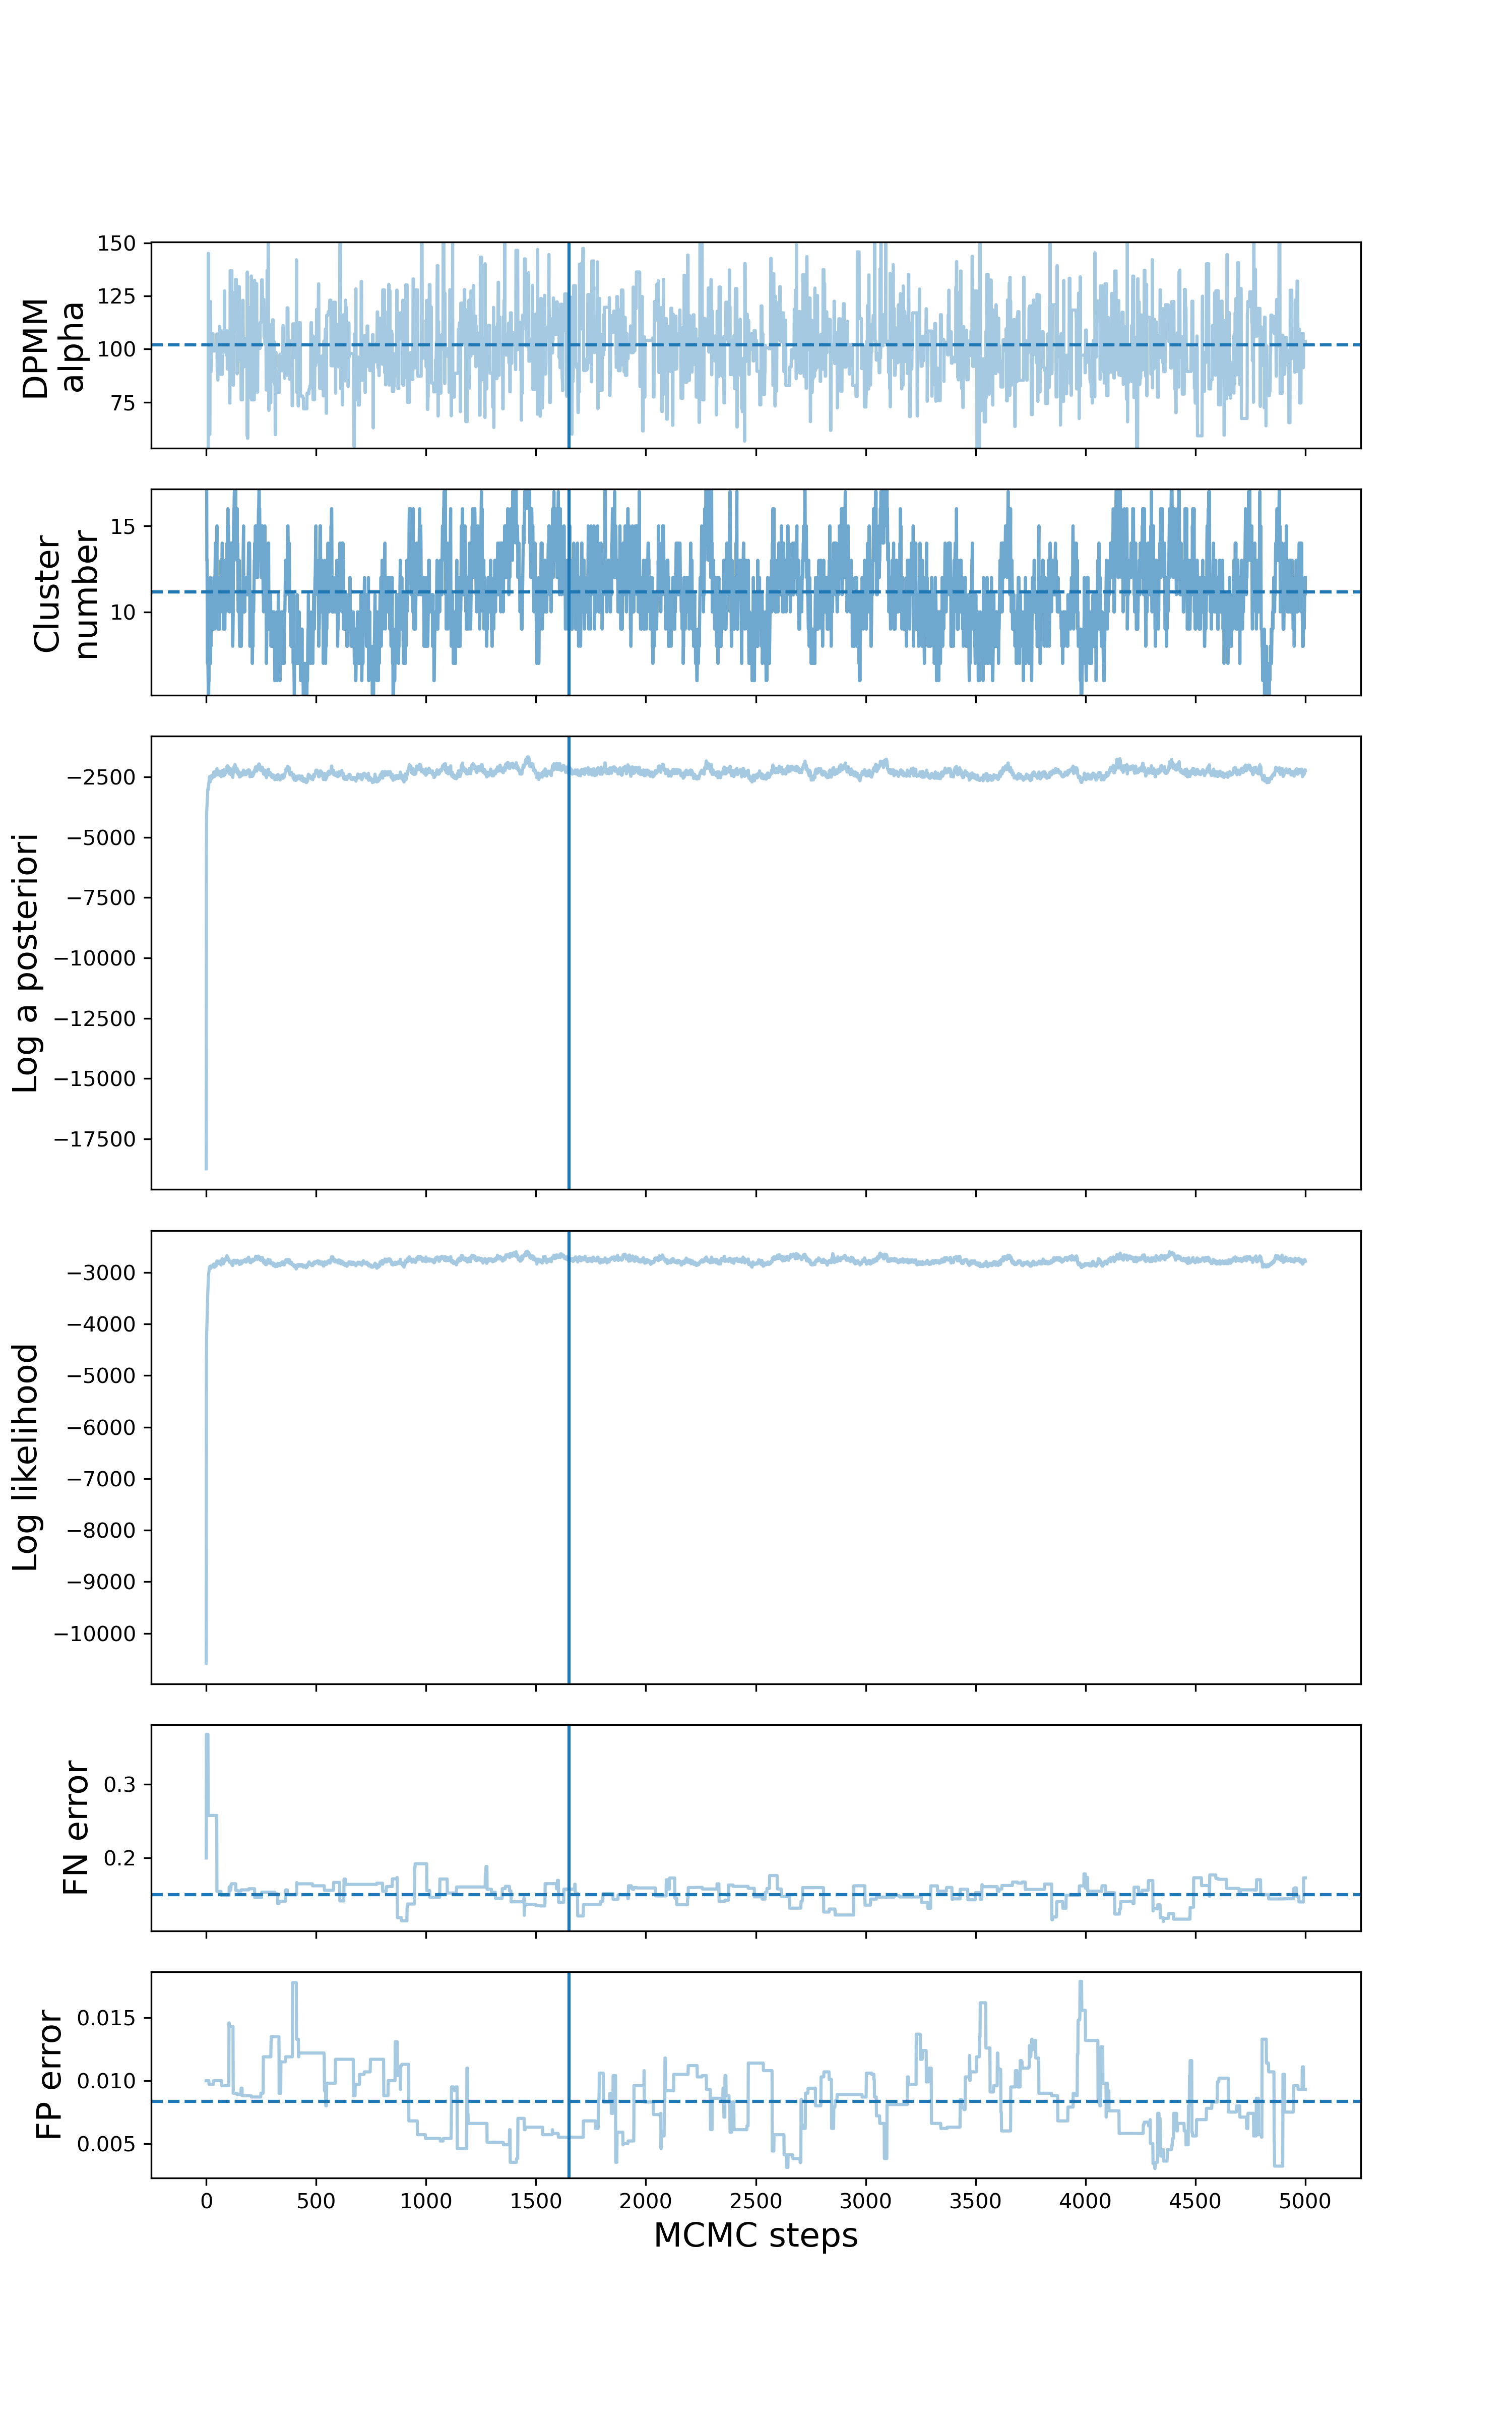 DPMM
alpha
150
125
100
75
Cluster
number
15
10
Log a posteriori
−2500
−5000
−7500
−10000
−12500
−15000
−17500
Log likelihood
−3000
−4000
−5000
−6000
−7000
−8000
−9000
−10000
FN error
0.3
0.2
FP error
0.015
0.010
0.005
0 500 1000 1500 2000 2500 3000 3500 4000 4500 5000
MCMC steps